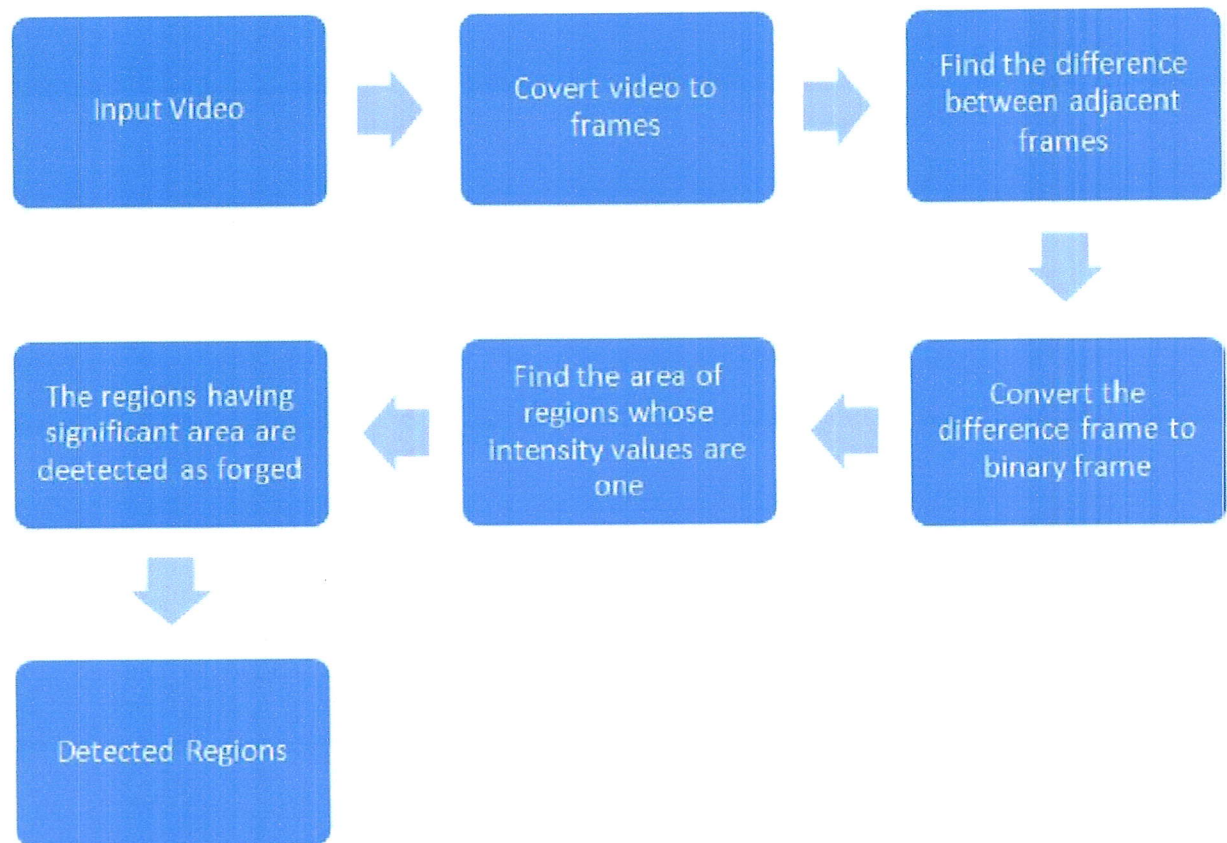 Input Video
Covert video to
frames
Find the difference
between adjacent
frames
Convert the
difference frame to
binary frame
Find the area of
regions whose
intensity values are
one
The regions having
significant area are
deetected as forged
Detected Regions